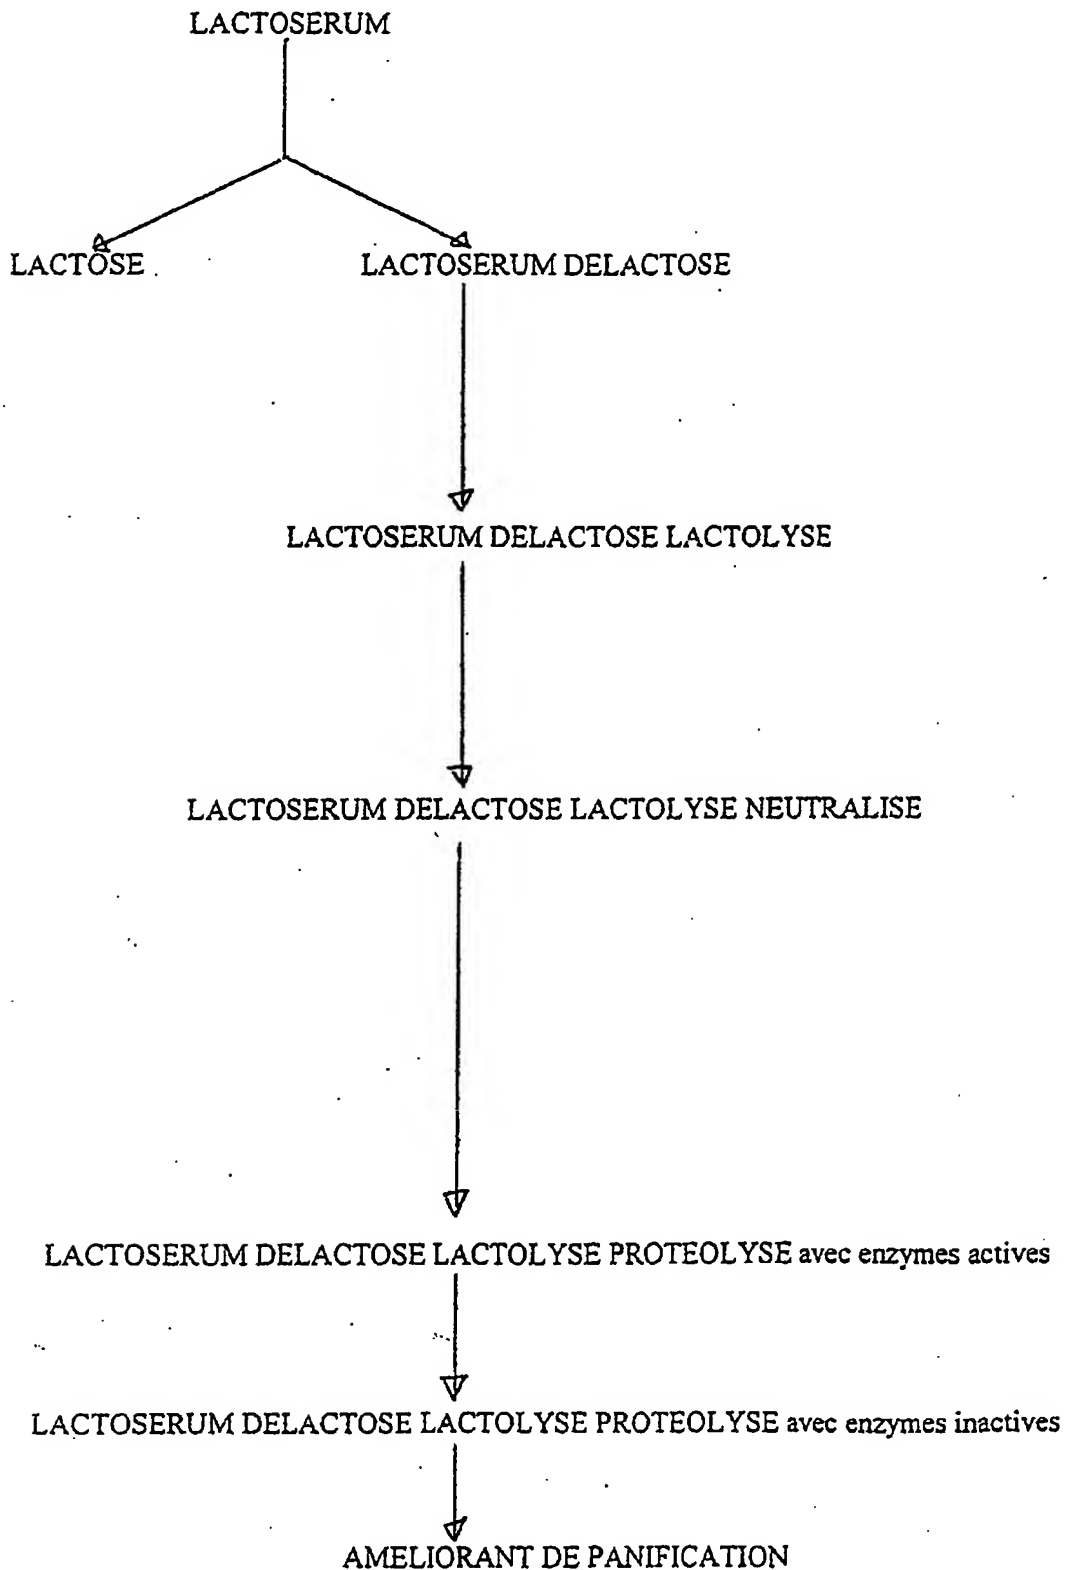 LACTOSERUM
LACTOSE
LACTOSERUM DELACTOSE
LACTOSERUM DELACTOSE LACTOLYSE
LACTOSERUM DELACTOSE LACTOLYSE NEUTRALISE
LACTOSERUM DELACTOSE LACTOLYSE PROTEOLYSE avec enzymes actives
LACTOSERUM DELACTOSE LACTOLYSE PROTEOLYSE avec enzymes inactives
AMELIORANT DE PANIFICATION